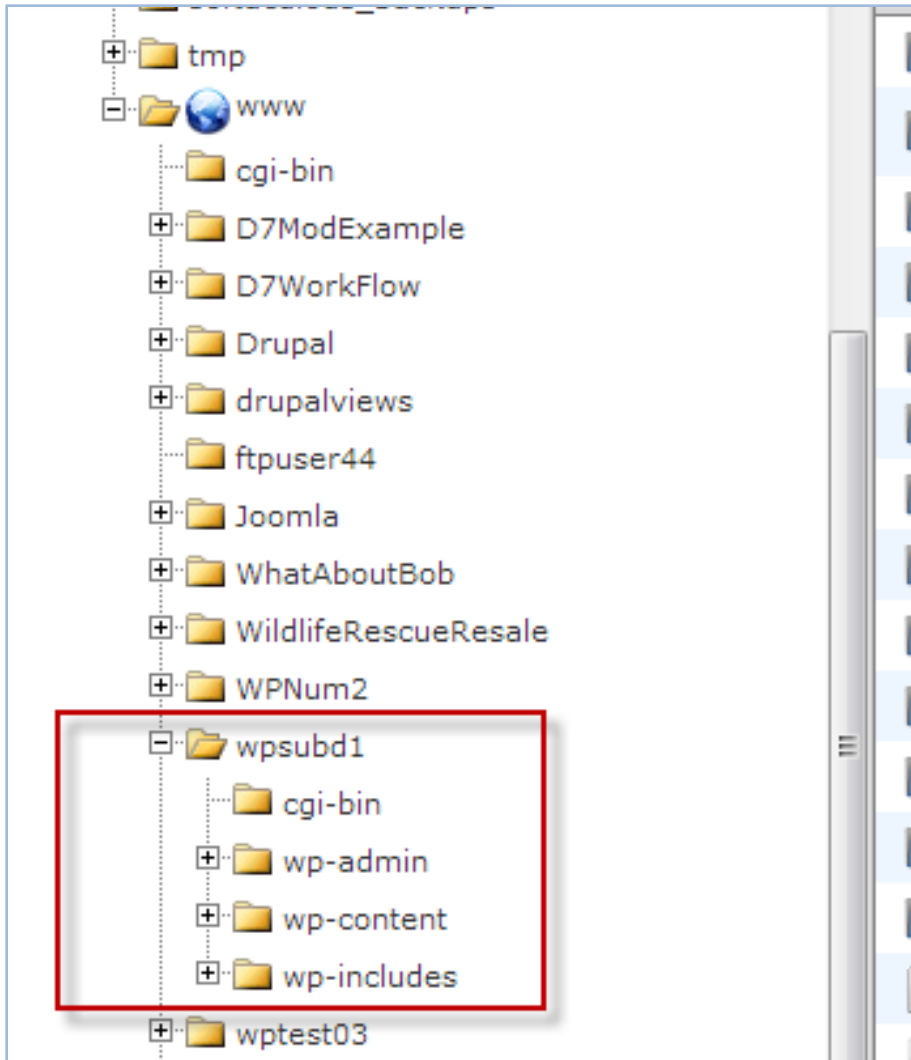 tmp
www
cgi-bin
D7ModExample
D7WorkFlow
Drupal
drupalviews
ftpuser44
Joomla
WhatAboutBob
WildlifeRescueResale
WPNum2
wpsubd1
cgi-bin
wp-admin
wp-content
wp-includes
wptest03